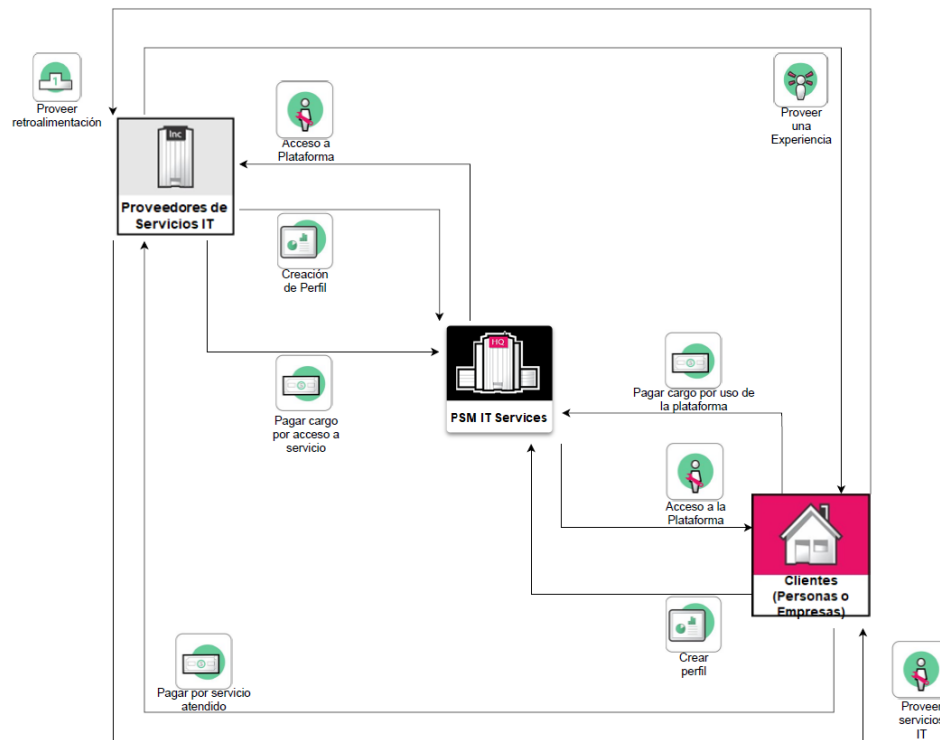 1
Proveer
retroalimentación
Acceso a
Plataforma
Proveer
una
Experiencia
Inc
Proveedores de
Servicios IT
Creación
de Perfil
HQ
PSM IT Services
Pagar cargo
por acceso a
servicio
Pagar cargo por uso de
la plataforma
Acceso a la
Plataforma
Clientes
(Personas o
Empresas)
Crear
perfil
Pagar por servicio
atendido
Proveer
servicios
IT